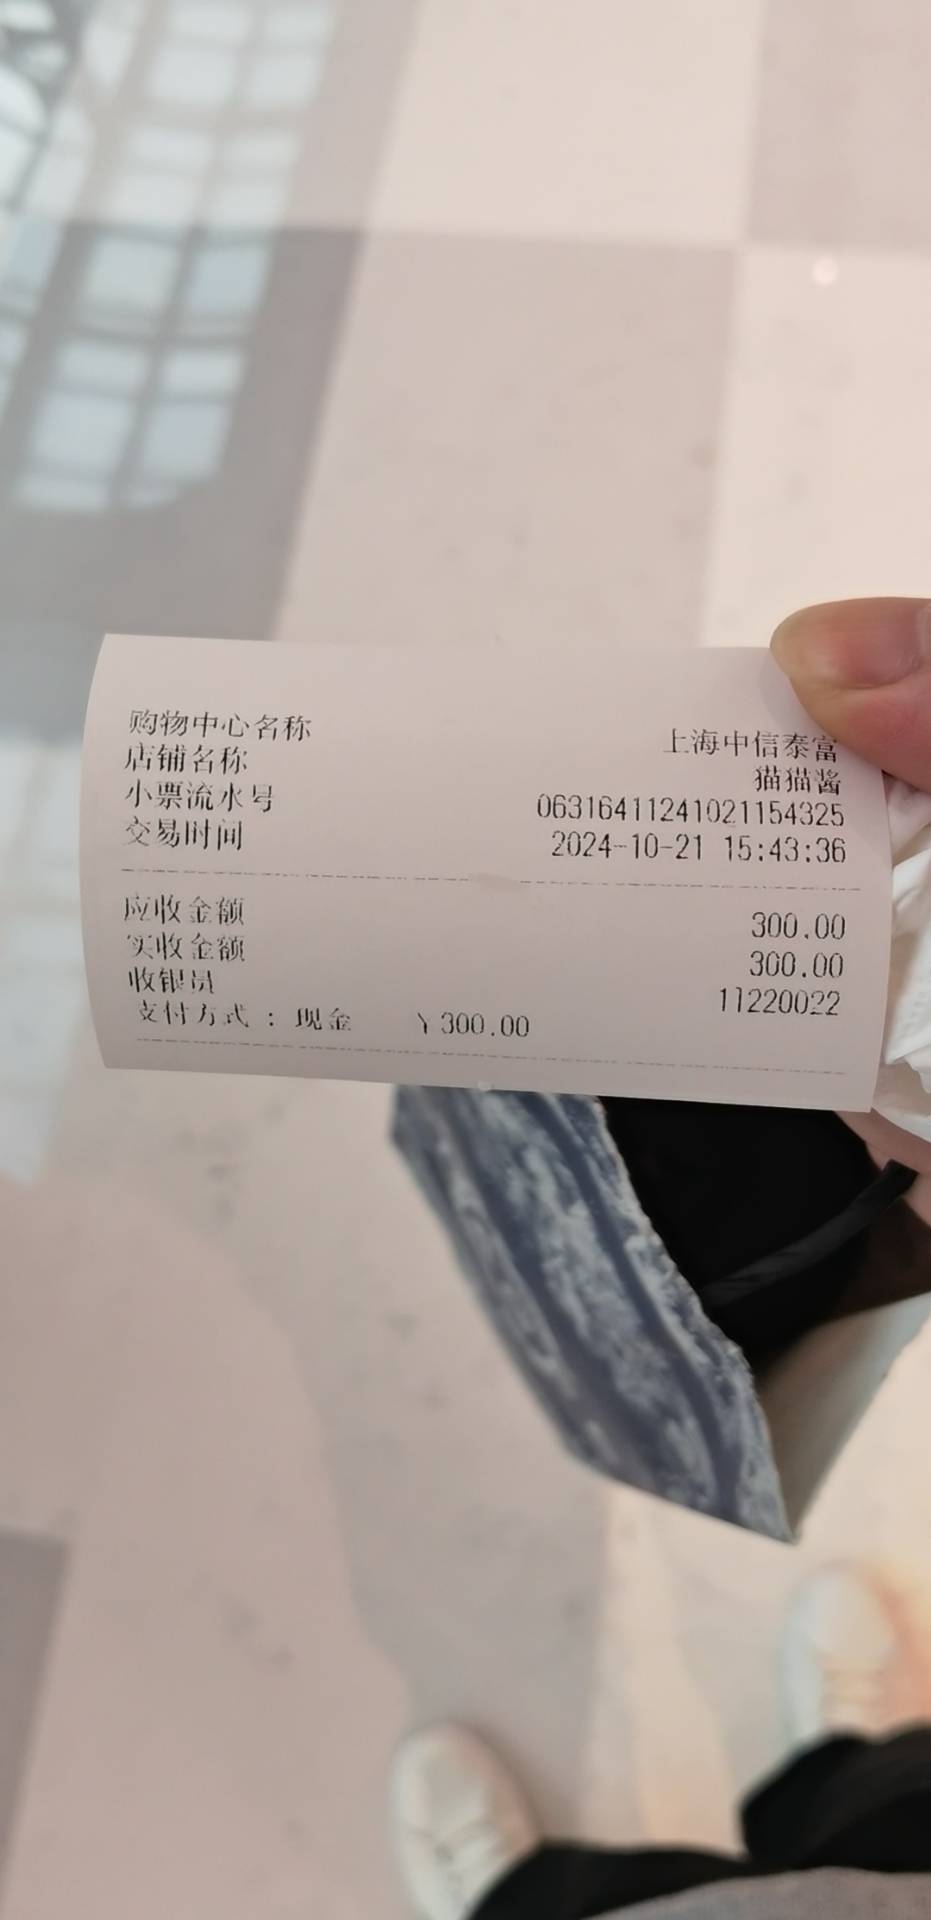 购物中心名称 上海中信泰富
店铺名称 猫猫酱
小票流水号 06316411241021154325
交易时间 2024-10-21 15:43:36
应收金额 300.00
实收金额 300.00
收银员 11220022
支付方式 : 现金 ¥300.00